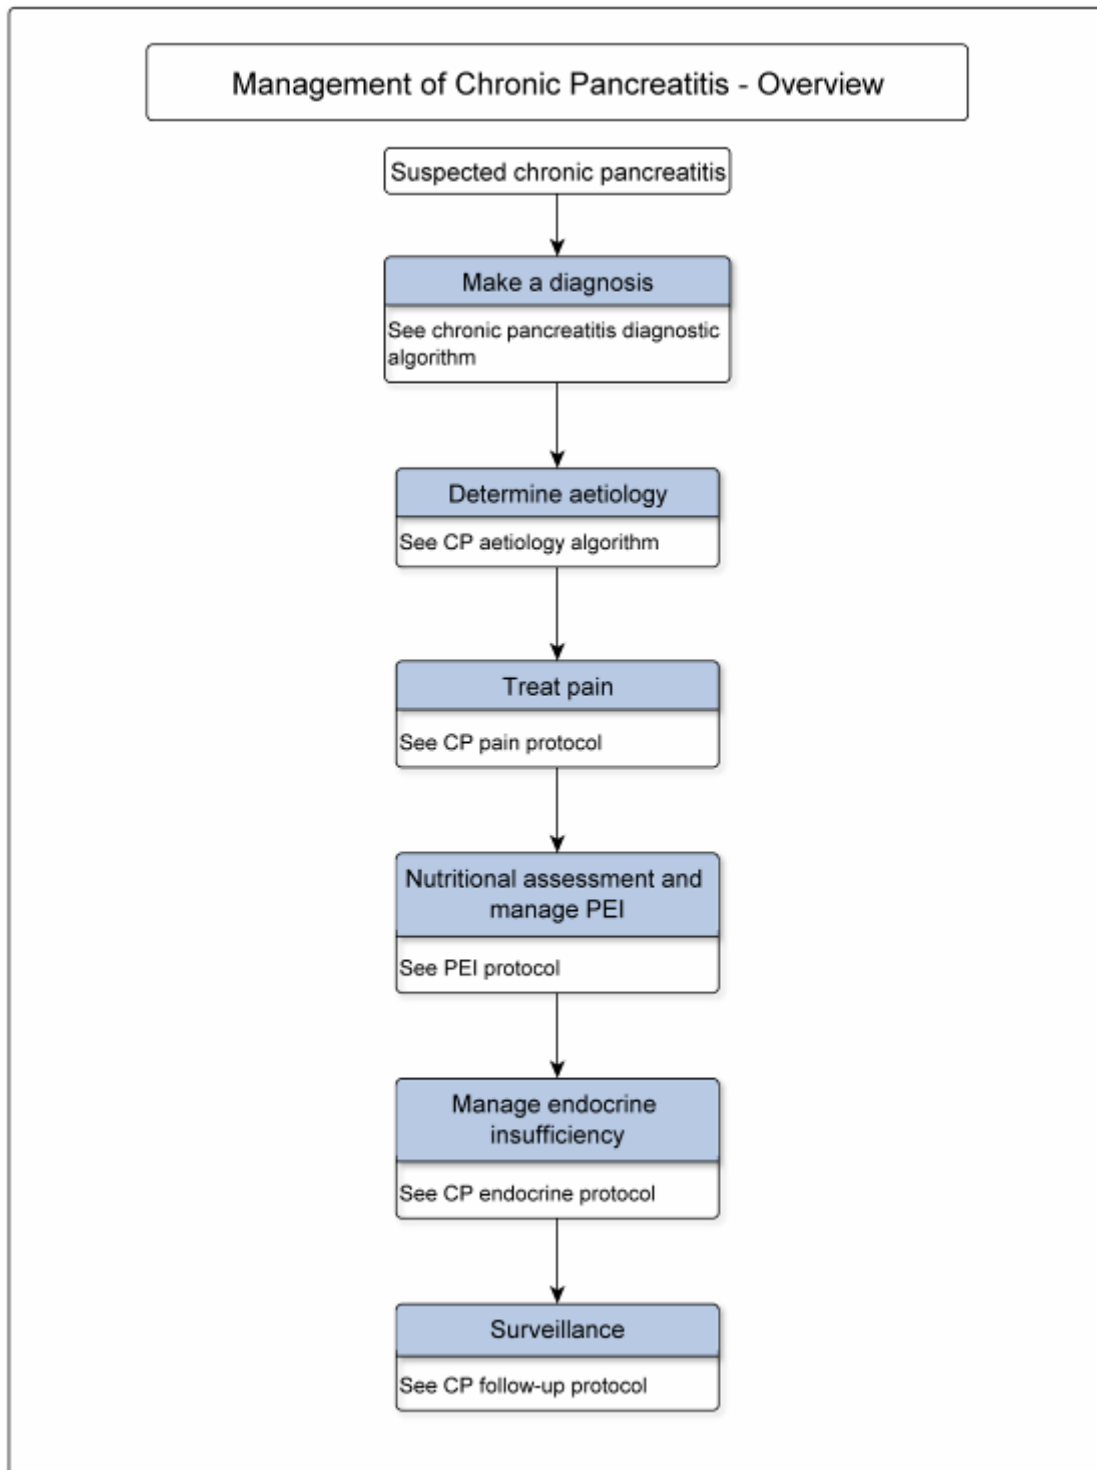 Management of Chronic Pancreatitis - Overview
Suspected chronic pancreatitis
Make a diagnosis
See chronic pancreatitis diagnostic
algorithm
Determine aetiology
See CP aetiology algorithm
Treat pain
See CP pain protocol
Nutritional assessment and
manage PEI
See PEI protocol
Manage endocrine
insufficiency
See CP endocrine protocol
Surveillance
See CP follow-up protocol